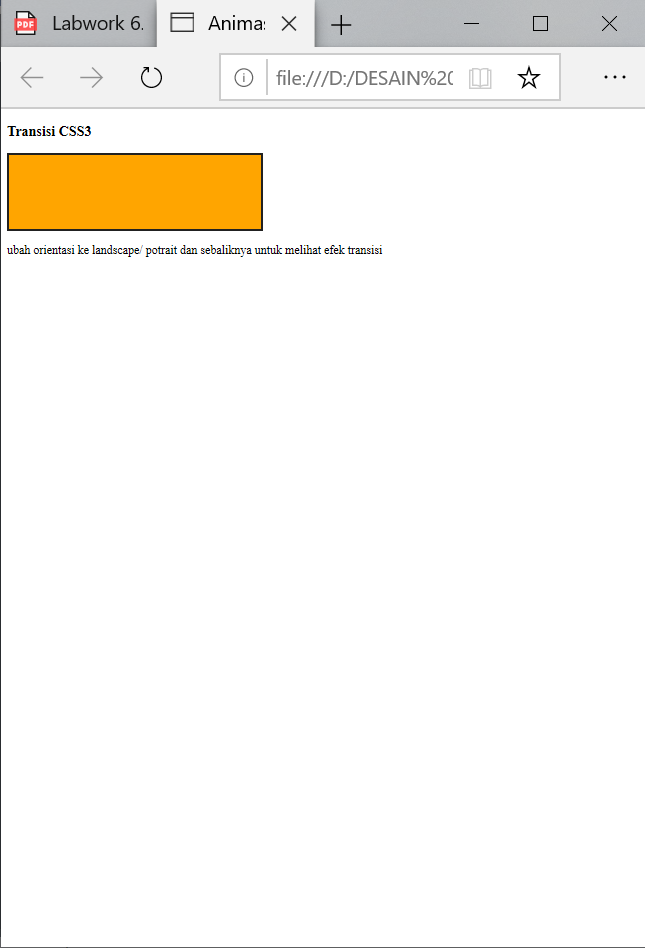 PDF
Labwork 6.
Animas
file:///D:/DESAIN%20
Transisi CSS3
ubah orientasi ke landscape/ potrait dan sebaliknya untuk melihat efek transisi